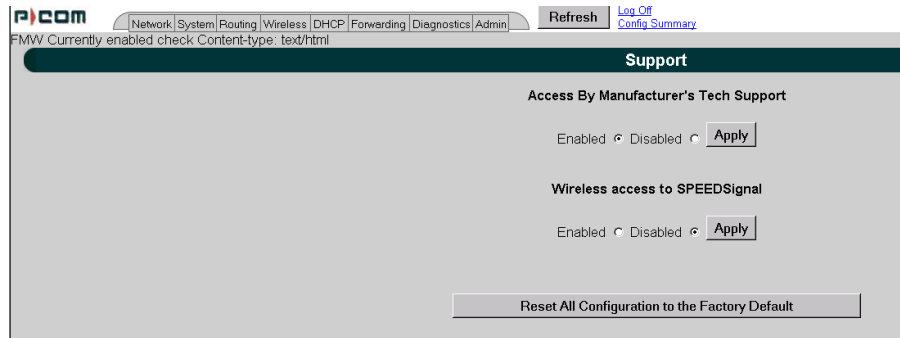 P)COM Network System Routing Wireless DHCP Forwarding Diagnostics Admin Refresh Log Off
Config Summary
FMW Currently enabled check Content-type: text/html
Support
Access By Manufacturer's Tech Support
Enabled Disabled Apply
Wireless access to SPEEDSignal
Enabled Disabled Apply
Reset All Configuration to the Factory Default